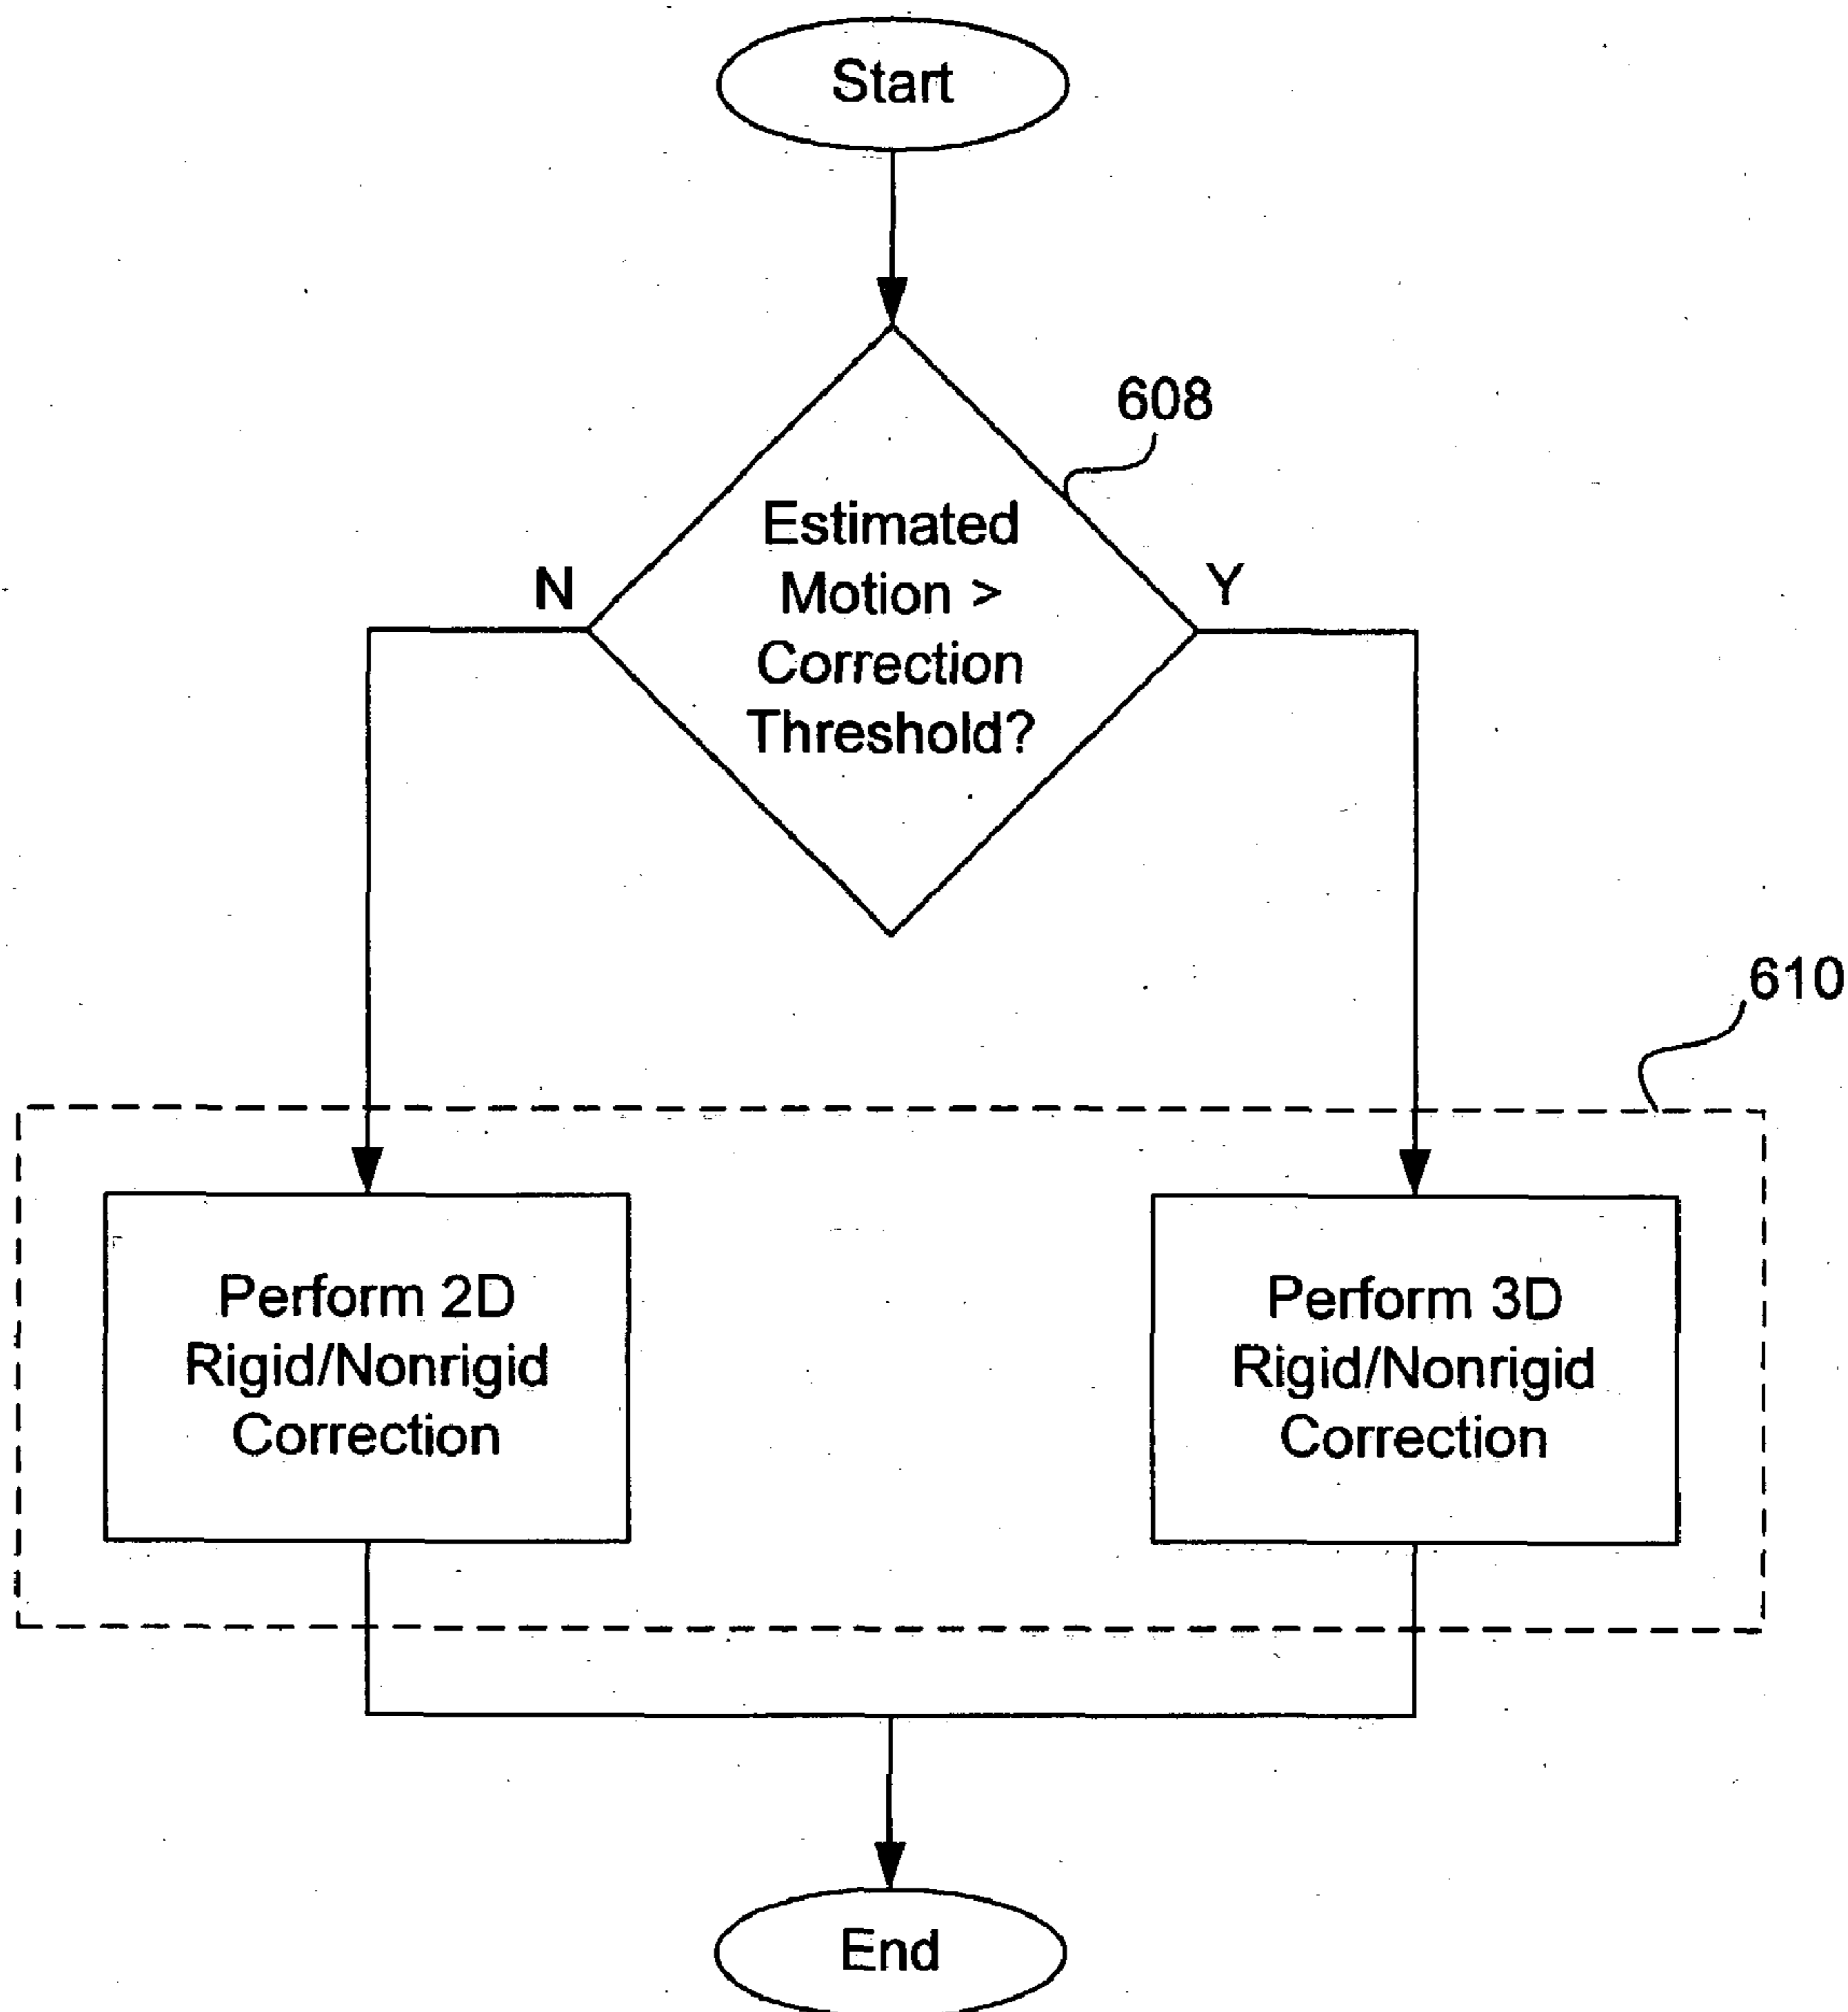 Start
608
Estimated
Motion >
Correction
Threshold?
N
Y
610
Perform 2D
Rigid/Nonrigid
Correction
Perform 3D
Rigid/Nonrigid
Correction
End